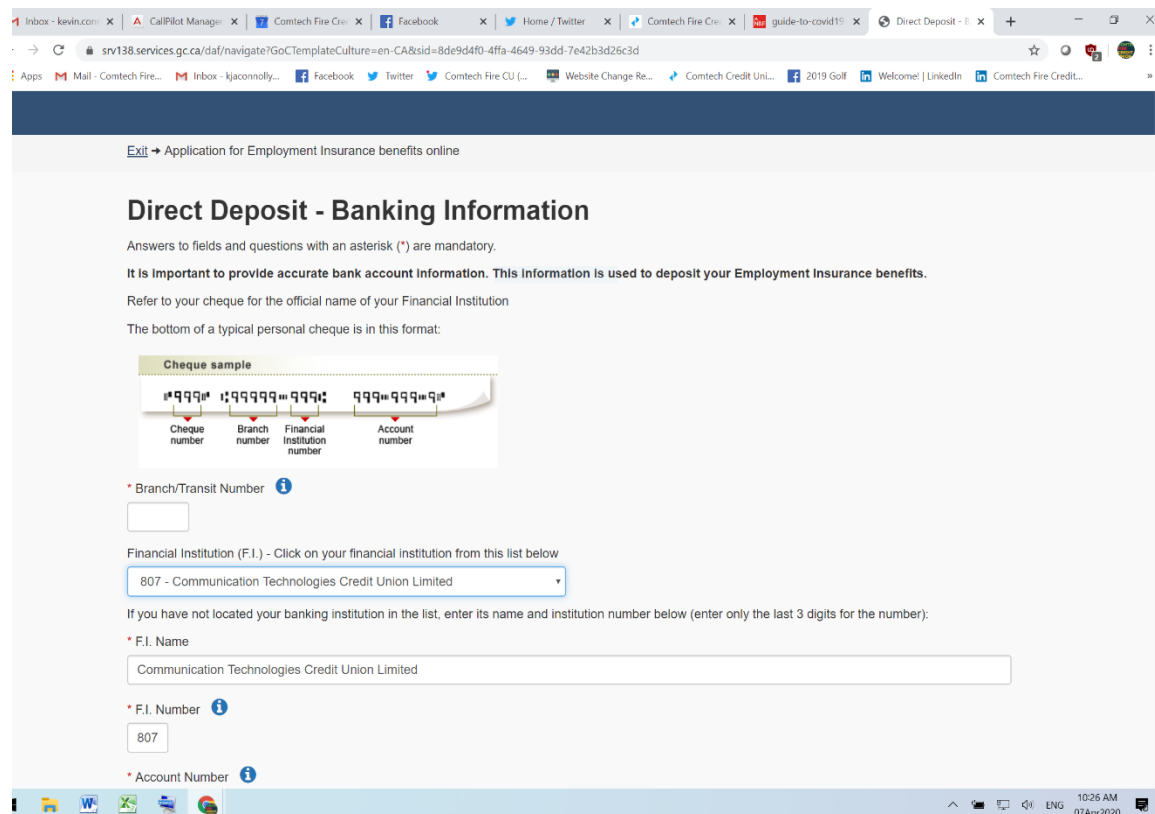 Inbox - kevin.con
CallPilot Manager
Comtech Fire Cre
Facebook
Home / Twitter
Comtech Fire Cre
guide-to-covid19
Direct Deposit - B
srv138.services.gc.ca/daf/navigate?GoCTemplateCulture=en-CA&sid=8de9d4f0-4ffa-4649-93dd-7e42b3d26c3d
Apps
Mail - Comtech Fire...
Inbox - kjaconnolly...
Facebook
Twitter
Comtech Fire CU (...
Website Change Re...
Comtech Credit Uni...
2019 Golf
Welcome! | LinkedIn
Comtech Fire Credit...
»
Exit → Application for Employment Insurance benefits online
Direct Deposit - Banking Information
Answers to fields and questions with an asterisk (*) are mandatory.
It is important to provide accurate bank account information. This information is used to deposit your Employment Insurance benefits.
Refer to your cheque for the official name of your Financial Institution
The bottom of a typical personal cheque is in this format:
Cheque sample
⑈999⑈ ⑆99999⑉999⑆ 999⑉999⑉9⑈
Cheque number
Branch number
Financial Institution number
Account number
* Branch/Transit Number
Financial Institution (F.I.) - Click on your financial institution from this list below
807 - Communication Technologies Credit Union Limited
If you have not located your banking institution in the list, enter its name and institution number below (enter only the last 3 digits for the number):
* F.I. Name
Communication Technologies Credit Union Limited
* F.I. Number
807
* Account Number
ENG
10:26 AM
07Apr2020